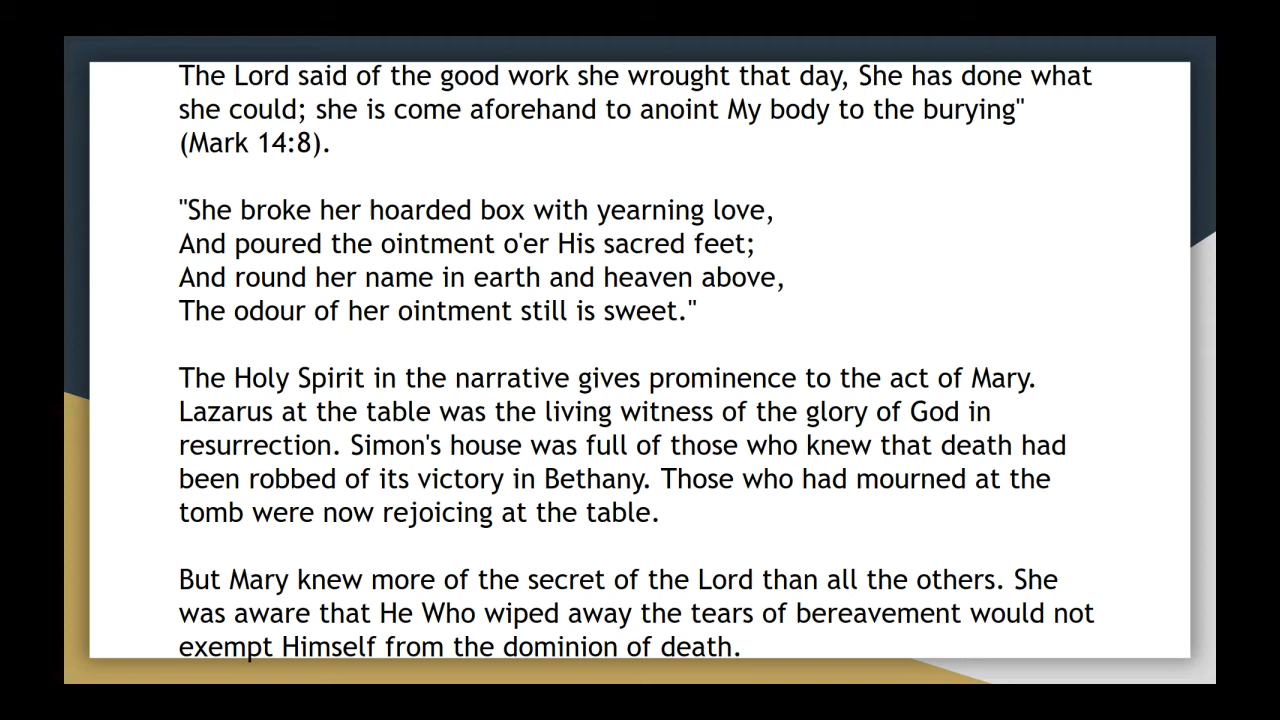 The Lord said of the good work she wrought that day, She has done what
she could; she is come aforehand to anoint My body to the burying"
(Mark 14:8).
"She broke her hoarded box with yearning love,
And poured the ointment o'er His sacred feet;
And round her name in earth and heaven above,
The odour of her ointment still is sweet."
The Holy Spirit in the narrative gives prominence to the act of Mary.
Lazarus at the table was the living witness of the glory of God in
resurrection. Simon's house was full of those who knew that death had
been robbed of its victory in Bethany. Those who had mourned at the
tomb were now rejoicing at the table.
But Mary knew more of the secret of the Lord than all the others. She
was aware that He Who wiped away the tears of bereavement would not
exempt Himself from the dominion of death.